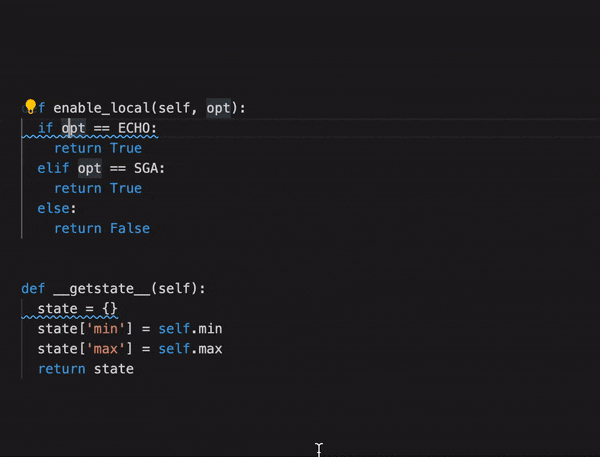 def enable_local(self, opt):
if opt == ECHO:
return True
elif opt == SGA:
return True
else:
return False
def __getstate__(self):
state = {}
state['min'] = self.min
state['max'] = self.max
return state